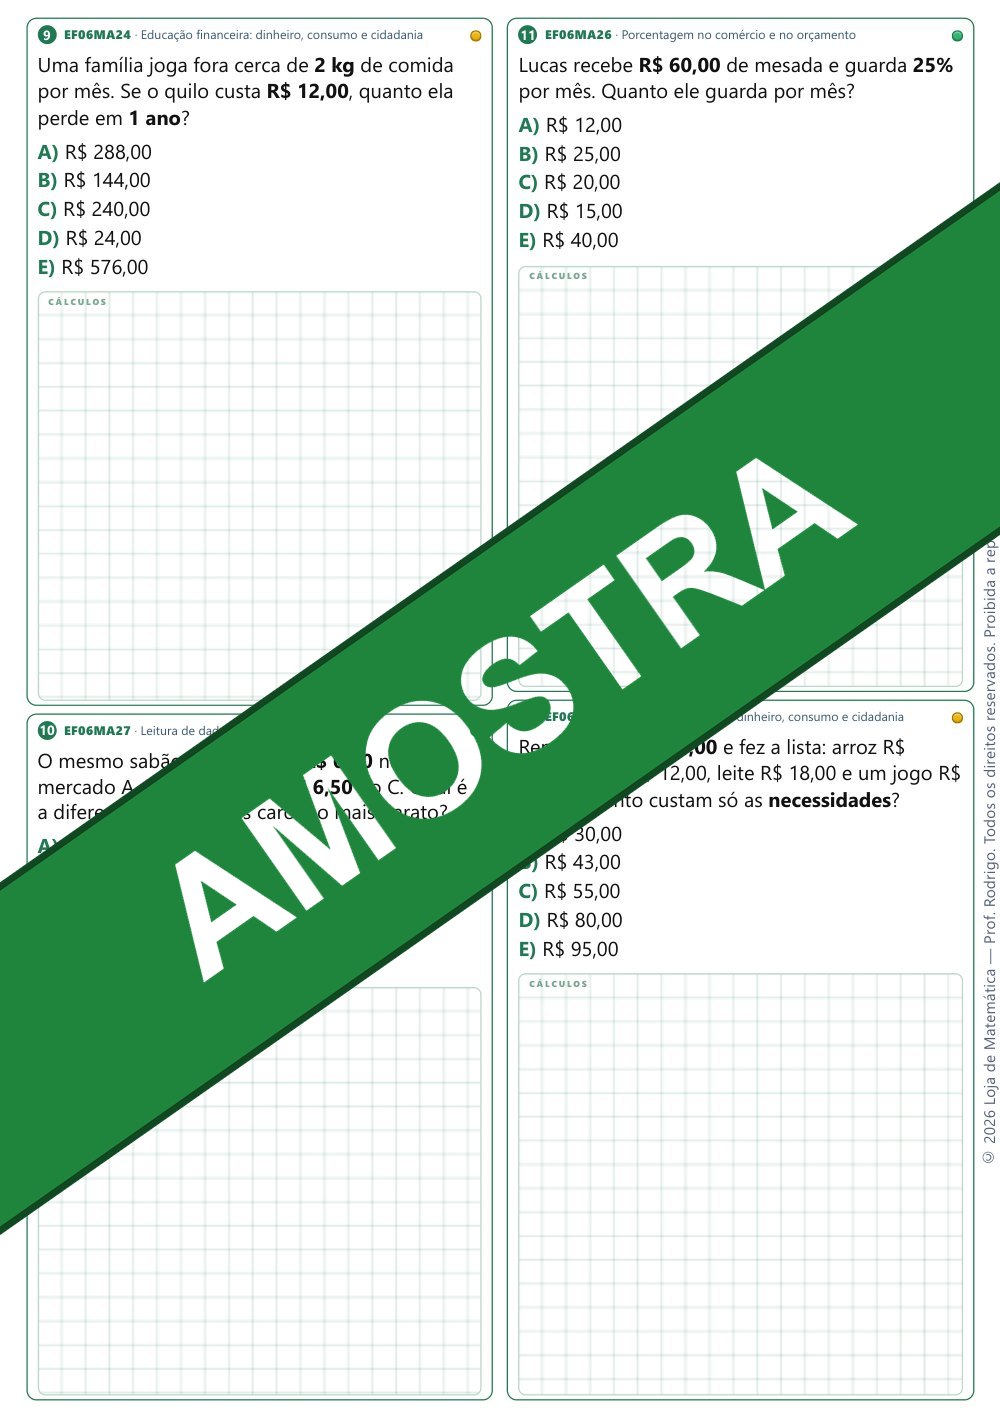 9 EF06MA24 · Educação financeira: dinheiro, consumo e cidadania
Uma família joga fora cerca de 2 kg de comida
por mês. Se o quilo custa R$ 12,00, quanto ela
perde em 1 ano?
A) R$ 288,00
B) R$ 144,00
C) R$ 240,00
D) R$ 24,00
E) R$ 576,00
CÁLCULOS
10 EF06MA27 · Leitura de
O mesmo
mercado A 6,50 C. é
a mais
A)
11 EF06MA26 · Porcentagem no comércio e no orçamento
Lucas recebe R$ 60,00 de mesada e guarda 25%
por mês. Quanto ele guarda por mês?
A) R$ 12,00
B) R$ 25,00
C) R$ 20,00
D) R$ 15,00
E) R$ 40,00
CÁLCULOS
dinheiro, consumo e cidadania
,00 e fez a lista: arroz R$
12,00, leite R$ 18,00 e um jogo R$
custam só as necessidades?
30,00
R$ 43,00
C) R$ 55,00
D) R$ 80,00
E) R$ 95,00
CÁLCULOS
AMOSTRA
© 2026 Loja de Matemática — Prof. Rodrigo. Todos os direitos reservados. Proibida a